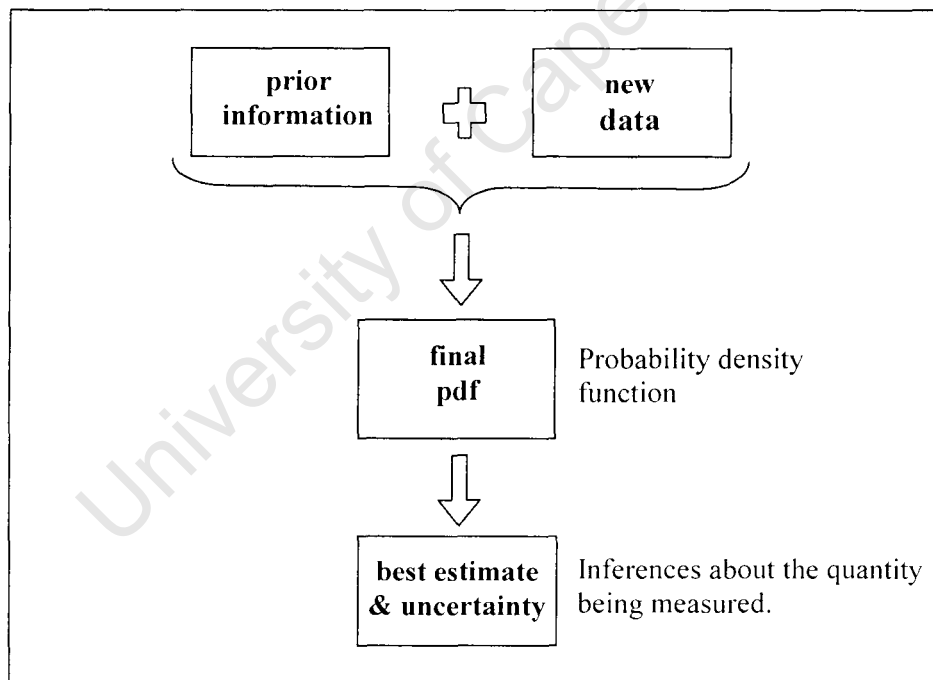 prior
information
new
data
final
pdf
Probability density
function
best estimate
& uncertainty
Inferences about the quantity
being measured.
University of Cape